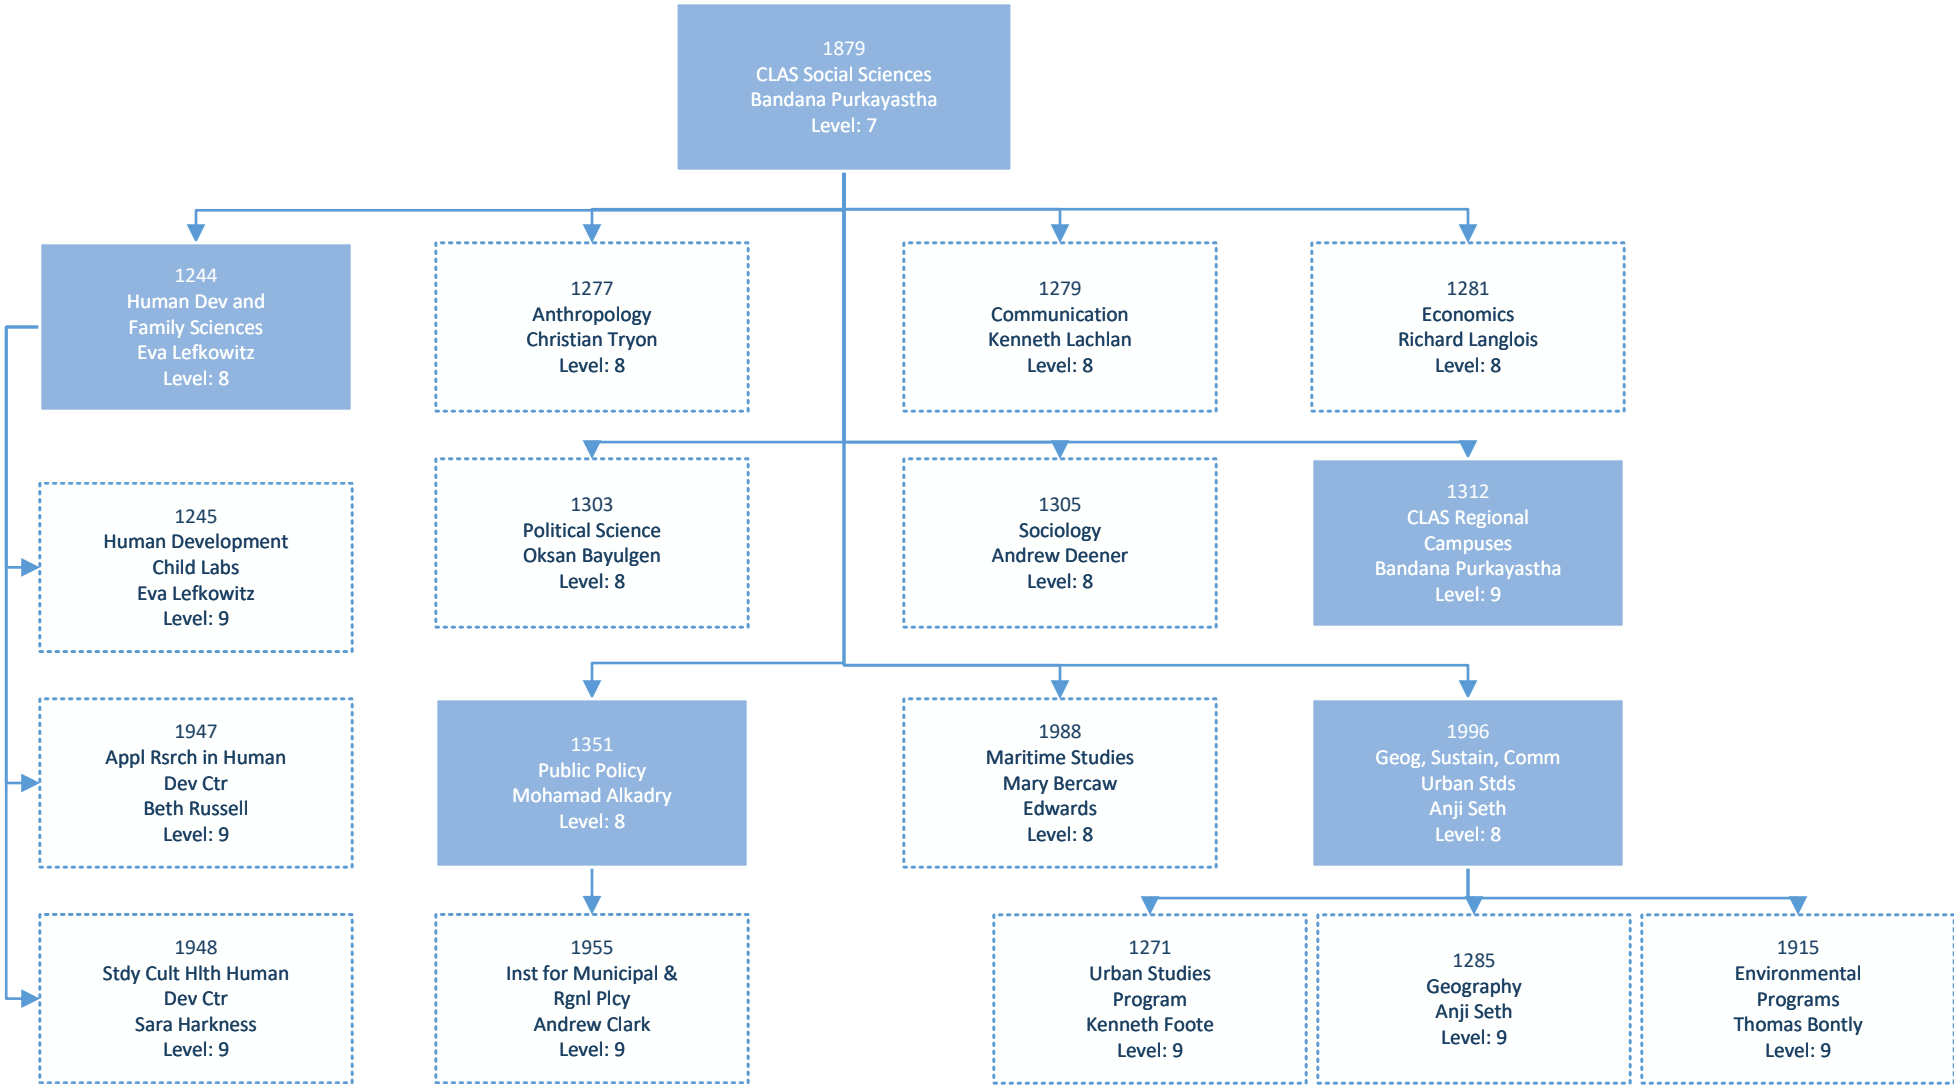 1879
CLAS Social Sciences
Bandana Purkayastha
Level: 7
1244
Human Dev and
Family Sciences
Eva Lefkowitz
Level: 8
1277
Anthropology
Christian Tryon
Level: 8
1279
Communication
Kenneth Lachlan
Level: 8
1281
Economics
Richard Langlois
Level: 8
1245
Human Development
Child Labs
Eva Lefkowitz
Level: 9
1303
Political Science
Oksan Bayulgen
Level: 8
1305
Sociology
Andrew Deener
Level: 8
1312
CLAS Regional
Campuses
Bandana Purkayastha
Level: 9
1947
Appl Rsrch in Human
Dev Ctr
Beth Russell
Level: 9
1351
Public Policy
Mohamad Alkadry
Level: 8
1988
Maritime Studies
Mary Bercaw
Edwards
Level: 8
1996
Geog, Sustain, Comm
Urban Stds
Anji Seth
Level: 8
1948
Stdy Cult Hlth Human
Dev Ctr
Sara Harkness
Level: 9
1955
Inst for Municipal &
Rgnl Plcy
Andrew Clark
Level: 9
1271
Urban Studies
Program
Kenneth Foote
Level: 9
1285
Geography
Anji Seth
Level: 9
1915
Environmental
Programs
Thomas Bontly
Level: 9